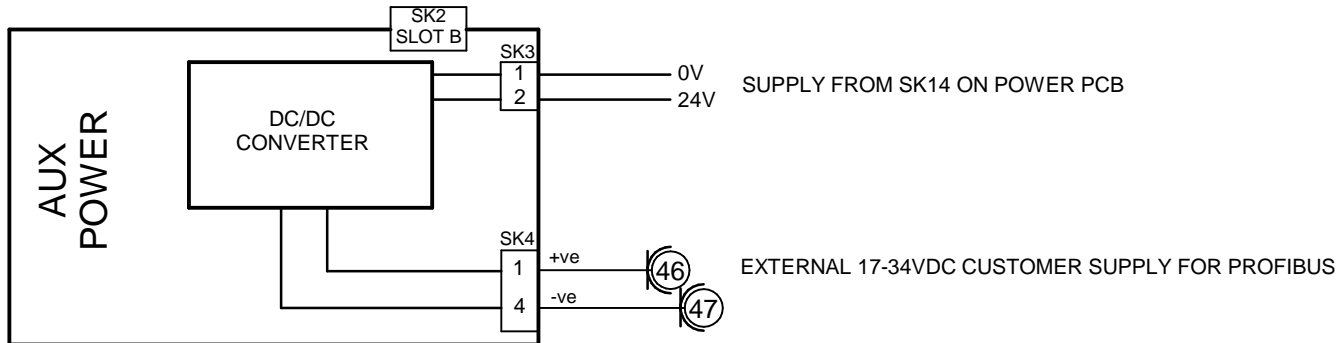 SK2
SLOT B
SK3
1
0V
2
24V
SUPPLY FROM SK14 ON POWER PCB
DC/DC
CONVERTER
AUX
POWER
SK4
1
+ve
46
EXTERNAL 17-34VDC CUSTOMER SUPPLY FOR PROFIBUS
4
-ve
47